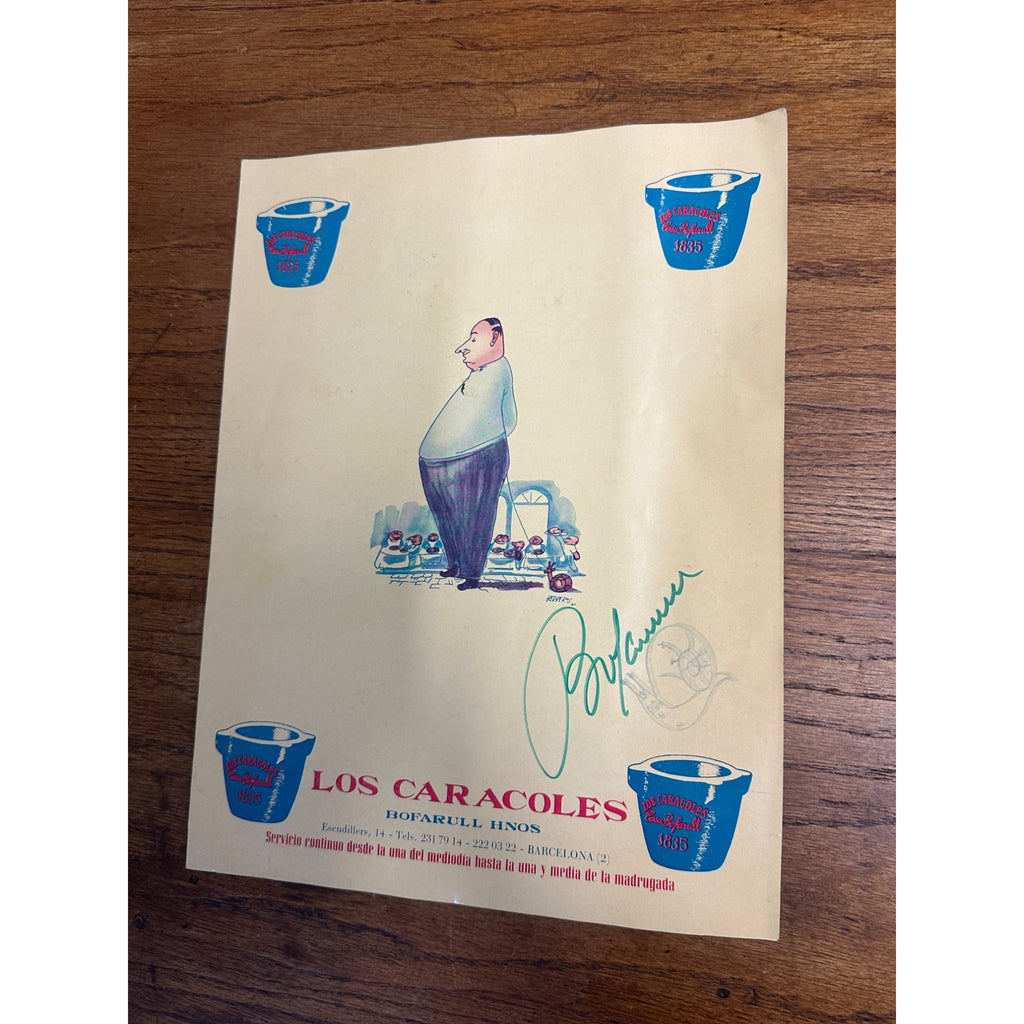 LOS CARACOLES
Casa Bofarull
1835
LOS CARACOLES
Casa Bofarull
1835
Bofarull
LOS CARACOLES
Casa Bofarull
1835
LOS CARACOLES
BOFARULL HNOS
Escudillers, 14 - Tels. 231 79 14 - 222 03 22 - BARCELONA (2)
Servicio continuo desde la una del mediodía hasta la una y media de la madrugada
LOS CARACOLES
Casa Bofarull
1835